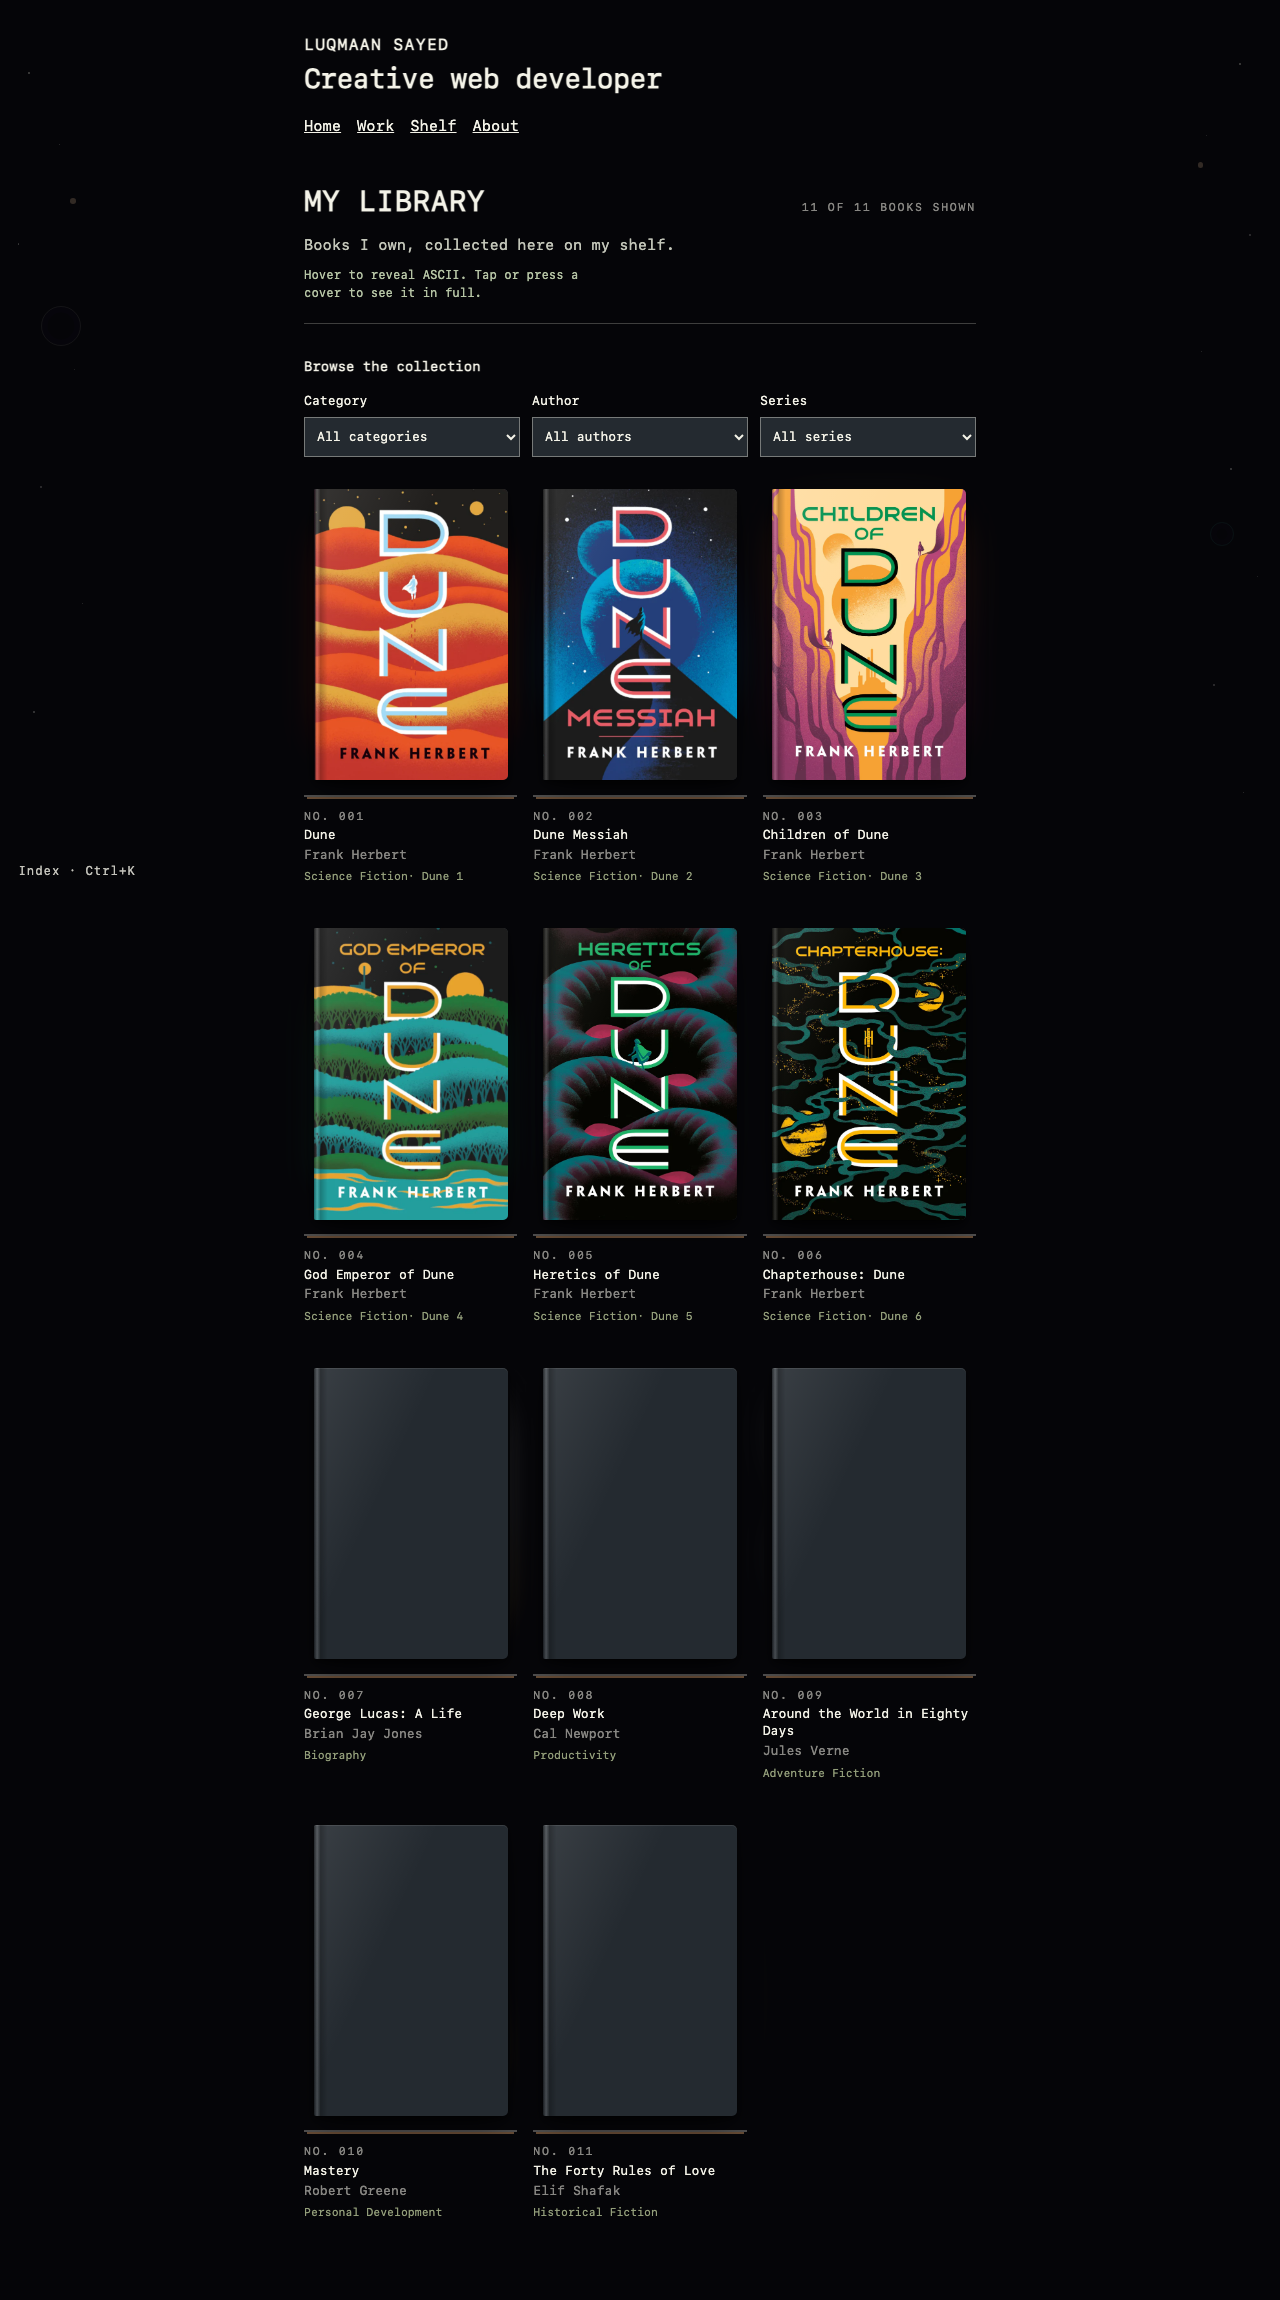 LUQMAAN SAYED
Creative web developer
Home Work Shelf About
MY LIBRARY
11 OF 11 BOOKS SHOWN
Books I own, collected here on my shelf.
Hover to reveal ASCII. Tap or press a
cover to see it in full.
Browse the collection
Category Author Series
All categories All authors All series
DUNE
FRANK HERBERT
DUNE
MESSIAH
FRANK HERBERT
CHILDREN
OF
DUNE
FRANK HERBERT
NO. 001
Dune
Frank Herbert
Science Fiction· Dune 1
NO. 002
Dune Messiah
Frank Herbert
Science Fiction· Dune 2
NO. 003
Children of Dune
Frank Herbert
Science Fiction· Dune 3
Index · Ctrl+K
GOD EMPEROR
OF
DUNE
FRANK HERBERT
HERETICS
OF
DUNE
FRANK HERBERT
CHAPTERHOUSE:
DUNE
FRANK HERBERT
NO. 004
God Emperor of Dune
Frank Herbert
Science Fiction· Dune 4
NO. 005
Heretics of Dune
Frank Herbert
Science Fiction· Dune 5
NO. 006
Chapterhouse: Dune
Frank Herbert
Science Fiction· Dune 6
NO. 007
George Lucas: A Life
Brian Jay Jones
Biography
NO. 008
Deep Work
Cal Newport
Productivity
NO. 009
Around the World in Eighty
Days
Jules Verne
Adventure Fiction
NO. 010
Mastery
Robert Greene
Personal Development
NO. 011
The Forty Rules of Love
Elif Shafak
Historical Fiction